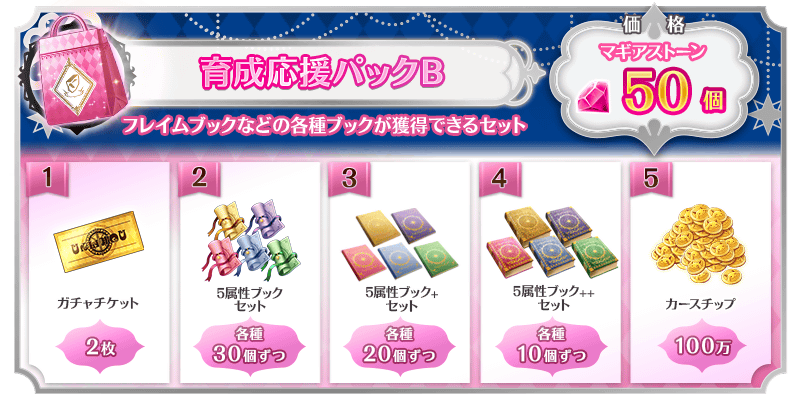 育成応援パックB
価格
マギアストーン
50個
フレイムブックなどの各種ブックが獲得できるセット
1
ガチャチケット
2枚
2
5属性ブック
セット
各種
30個ずつ
3
5属性ブック+
セット
各種
20個ずつ
4
5属性ブック++
セット
各種
10個ずつ
5
カースチップ
100万